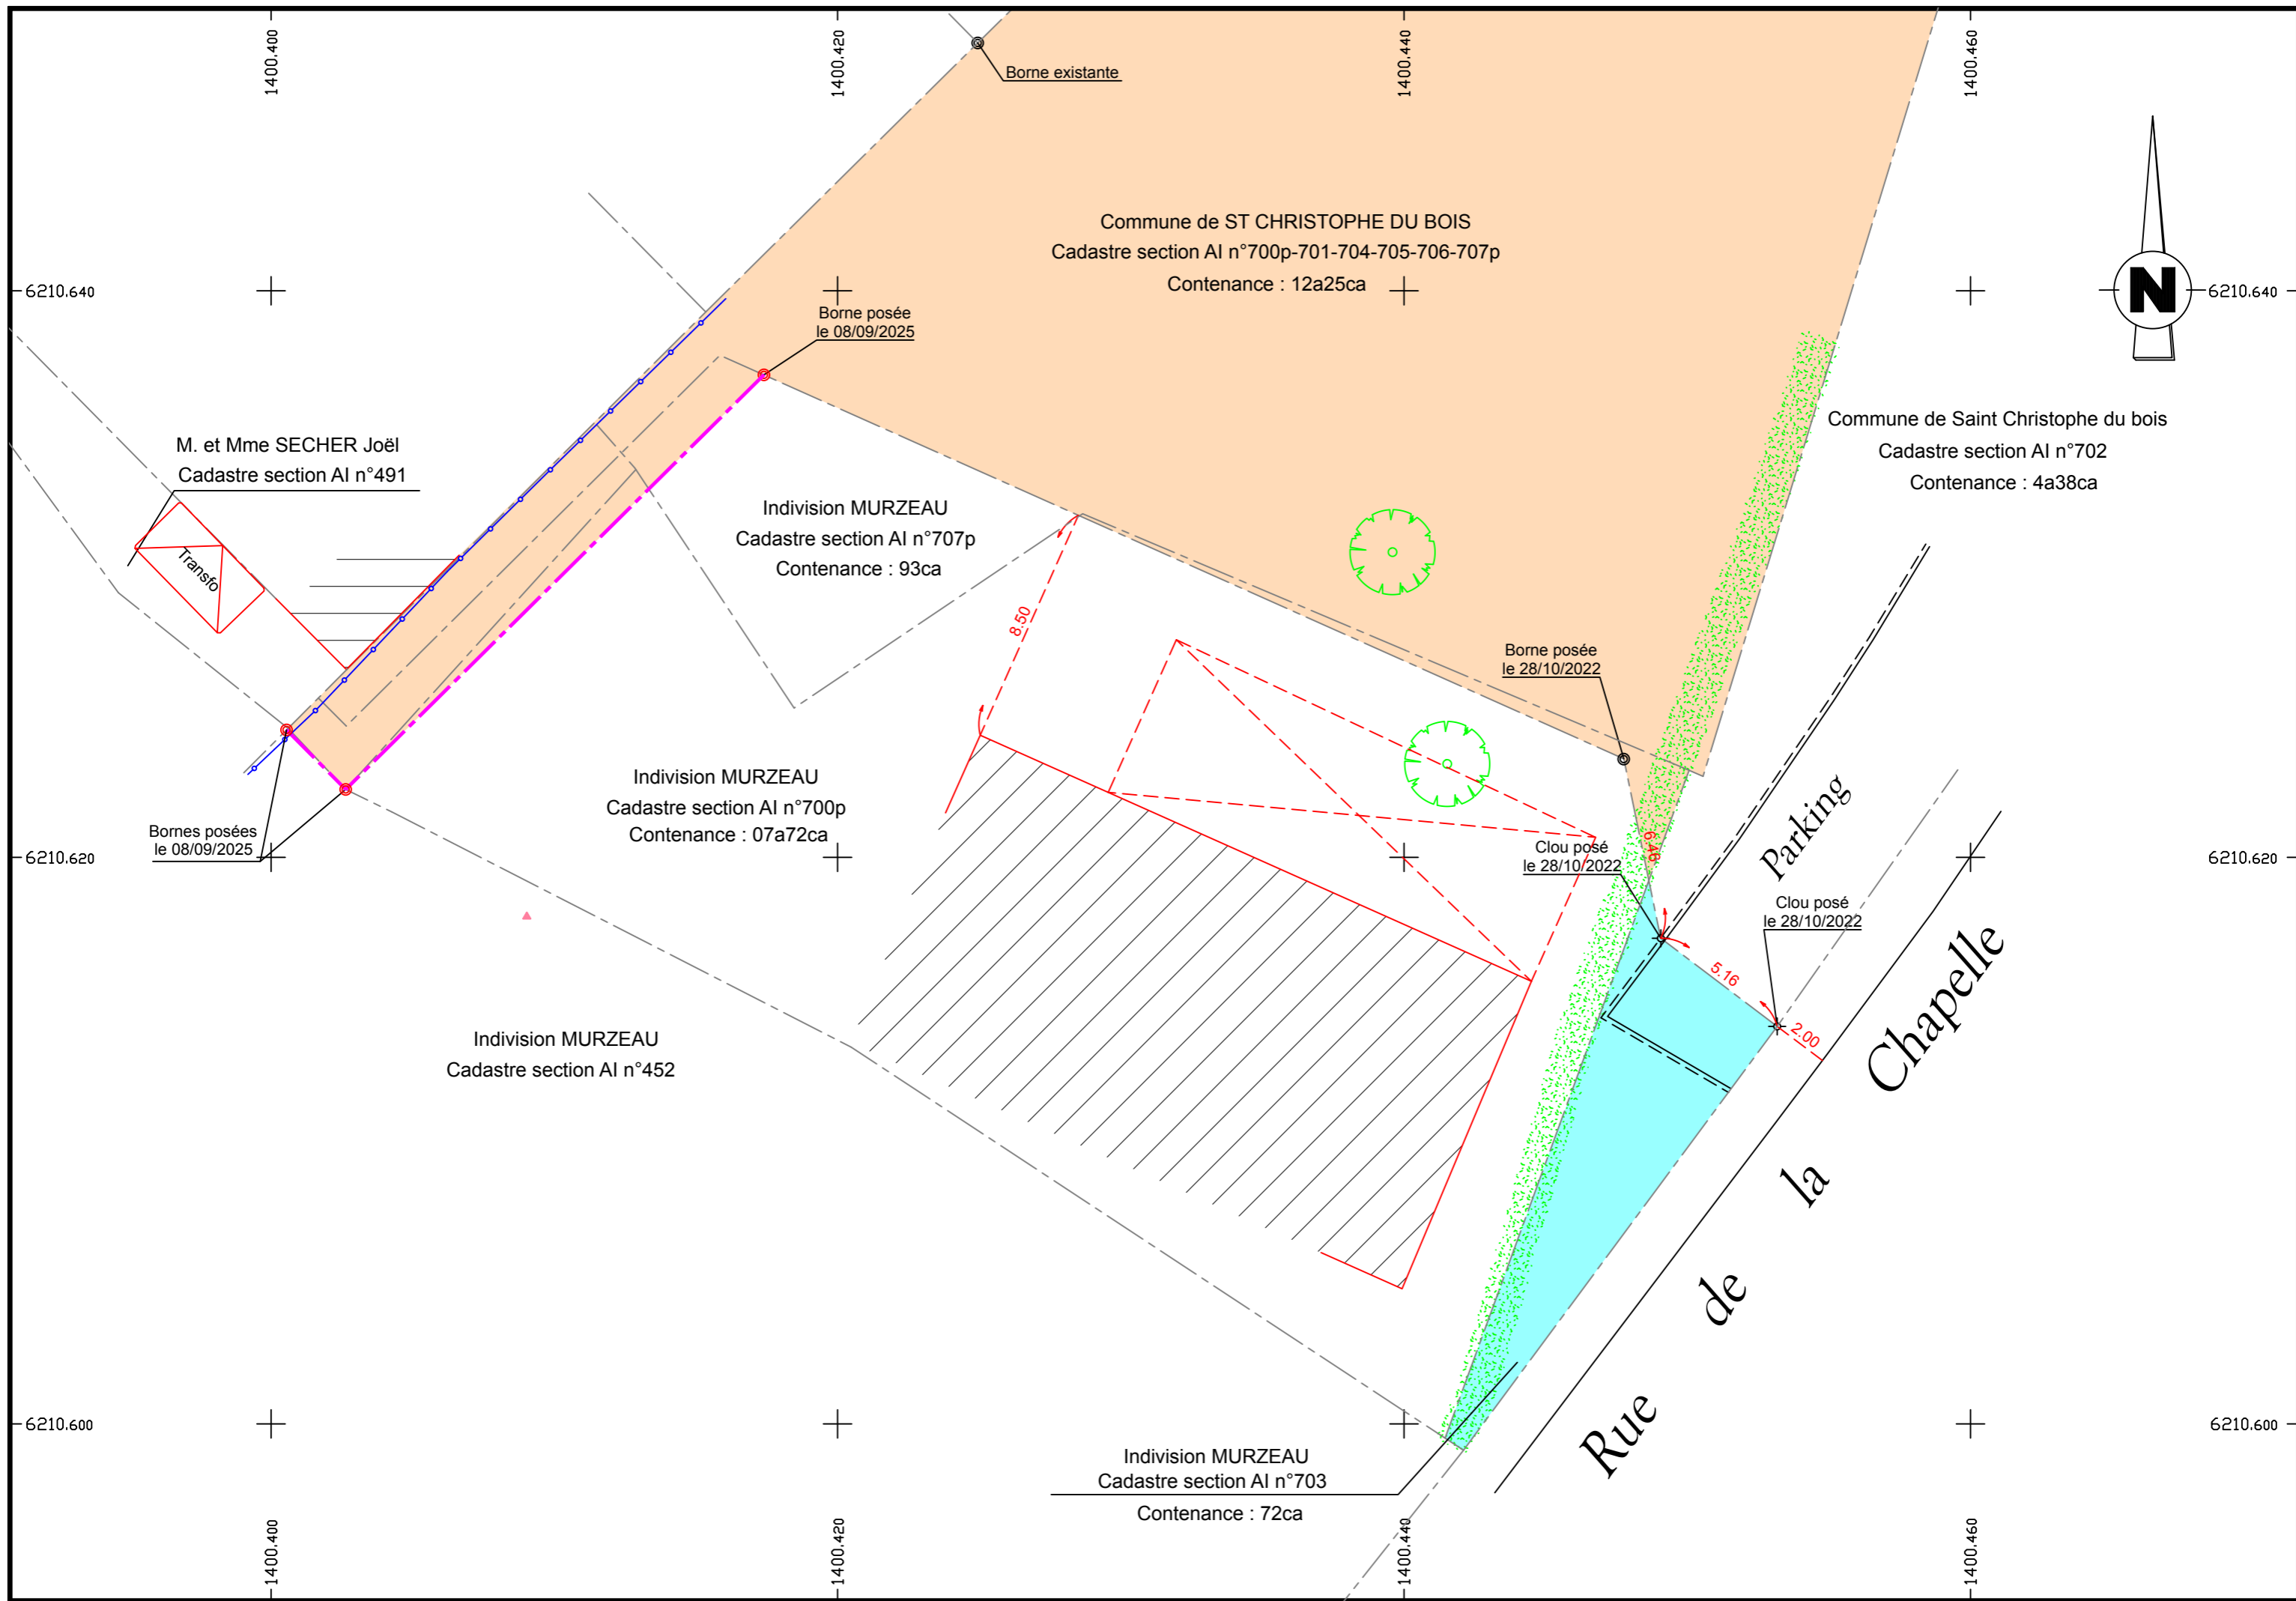 1400.400
1400.420
1400.440
1400.460
Borne existante
Commune de ST CHRISTOPHE DU BOIS
Cadastre section AI n°700p-701-704-705-706-707p
Contenance : 12a25ca
6210.640
N
6210.640
Borne posée
le 08/09/2025
Commune de Saint Christophe du bois
Cadastre section AI n°702
Contenance : 4a38ca
M. et Mme SECHER Joël
Cadastre section AI n°491
Transfo
Indivision MURZEAU
Cadastre section AI n°707p
Contenance : 93ca
8.50
Borne posée
le 28/10/2022
Indivision MURZEAU
Cadastre section AI n°700p
Contenance : 07a72ca
Bornes posées
le 08/09/2025
6210.620
6.46
Clou posé
le 28/10/2022
Parking
6210.620
Clou posé
le 28/10/2022
5.16
2.00
Indivision MURZEAU
Cadastre section AI n°452
Rue de la Chapelle
6210.600
6210.600
Indivision MURZEAU
Cadastre section AI n°703
Contenance : 72ca
1400.400
1400.420
1400.440
1400.460